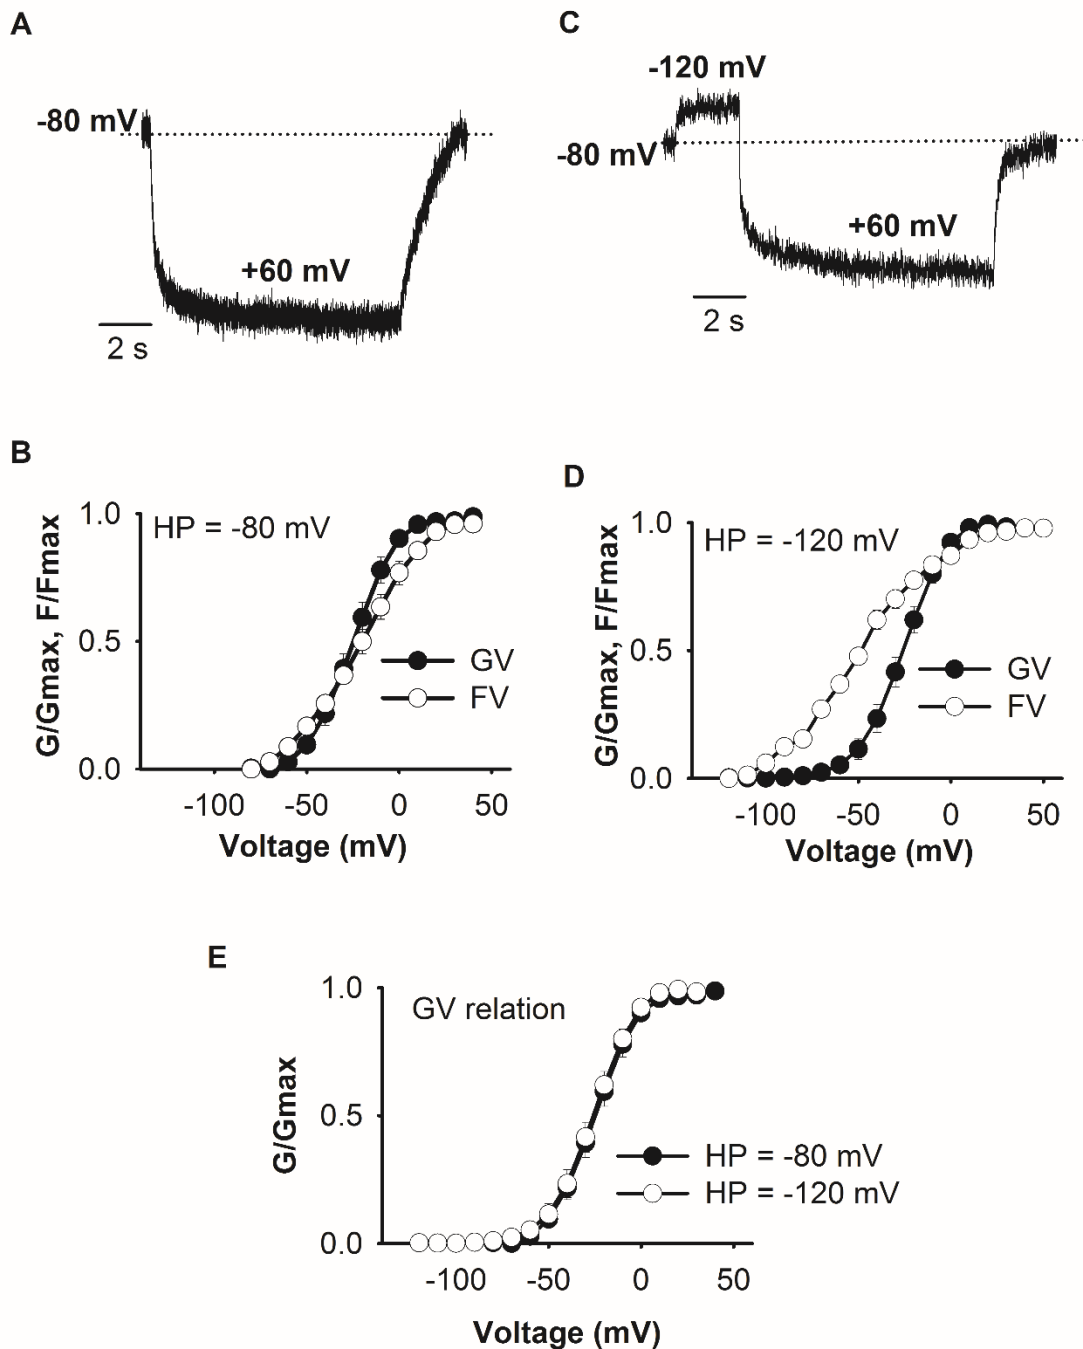 A
-80 mV
+60 mV
2 s
C
-120 mV
-80 mV
+60 mV
2 s
B
HP = -80 mV
1.0
0.5
0.0
G/Gmax, F/Fmax
GV
FV
-100
-50
0
50
Voltage (mV)
D
HP = -120 mV
1.0
0.5
0.0
G/Gmax, F/Fmax
GV
FV
-100
-50
0
50
Voltage (mV)
E
GV relation
1.0
0.5
0.0
G/Gmax
HP = -80 mV
HP = -120 mV
-100
-50
0
50
Voltage (mV)